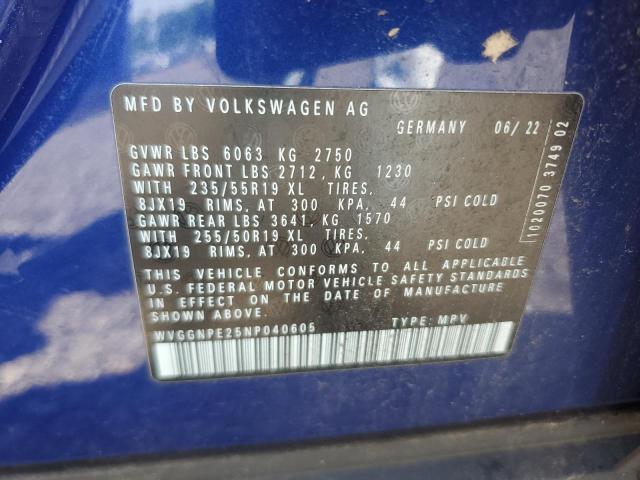 MFD BY VOLKSWAGEN AG
GERMANY 06/22
GVWR LBS 6063 KG 2750
GAWR FRONT LBS 2712, KG 1230
WITH 235/55R19 XL TIRES,
8JX19 RIMS, AT 300 KPA, 44 PSI COLD
GAWR REAR LBS 3641, KG 1570
WITH 255/50R19 XL TIRES,
8JX19 RIMS, AT 300 KPA, 44 PSI COLD
THIS VEHICLE CONFORMS TO ALL APPLICABLE
U.S. FEDERAL MOTOR VEHICLE SAFETY STANDARDS
IN EFFECT ON THE DATE OF MANUFACTURE
SHOWN ABOVE.
WVGGNPE25NP040605 TYPE: MPV
1020070 3749 02